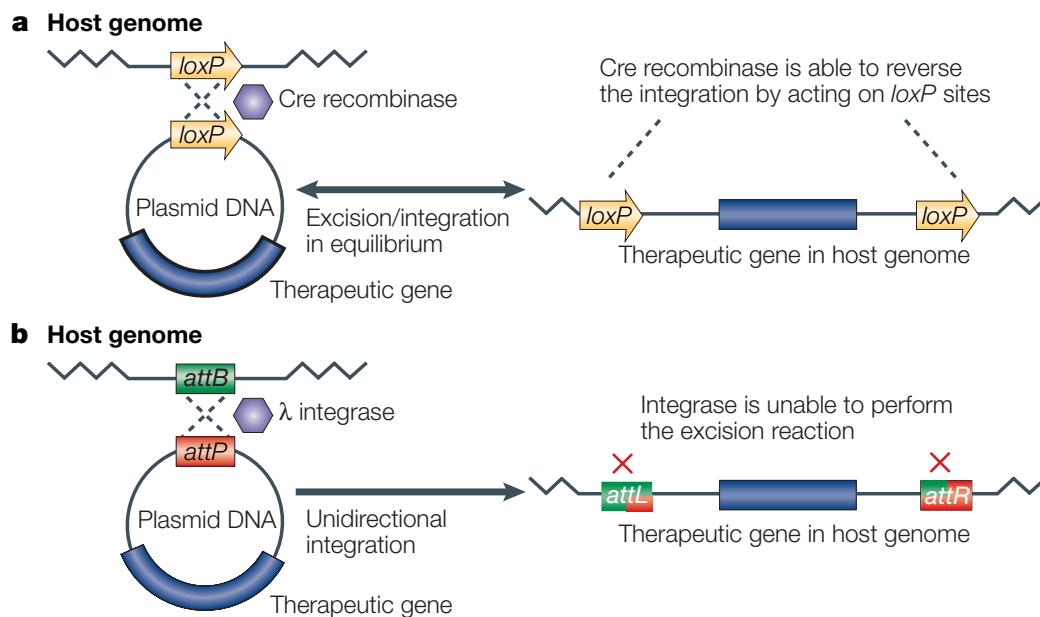 a Host genome
loxP
Cre recombinase
loxP
Plasmid DNA
Therapeutic gene
Excision/integration
in equilibrium
Cre recombinase is able to reverse
the integration by acting on loxP sites
loxP
loxP
Therapeutic gene in host genome
b Host genome
attB
λ integrase
attP
Plasmid DNA
Therapeutic gene
Unidirectional
integration
Integrase is unable to perform
the excision reaction
attL
attR
Therapeutic gene in host genome